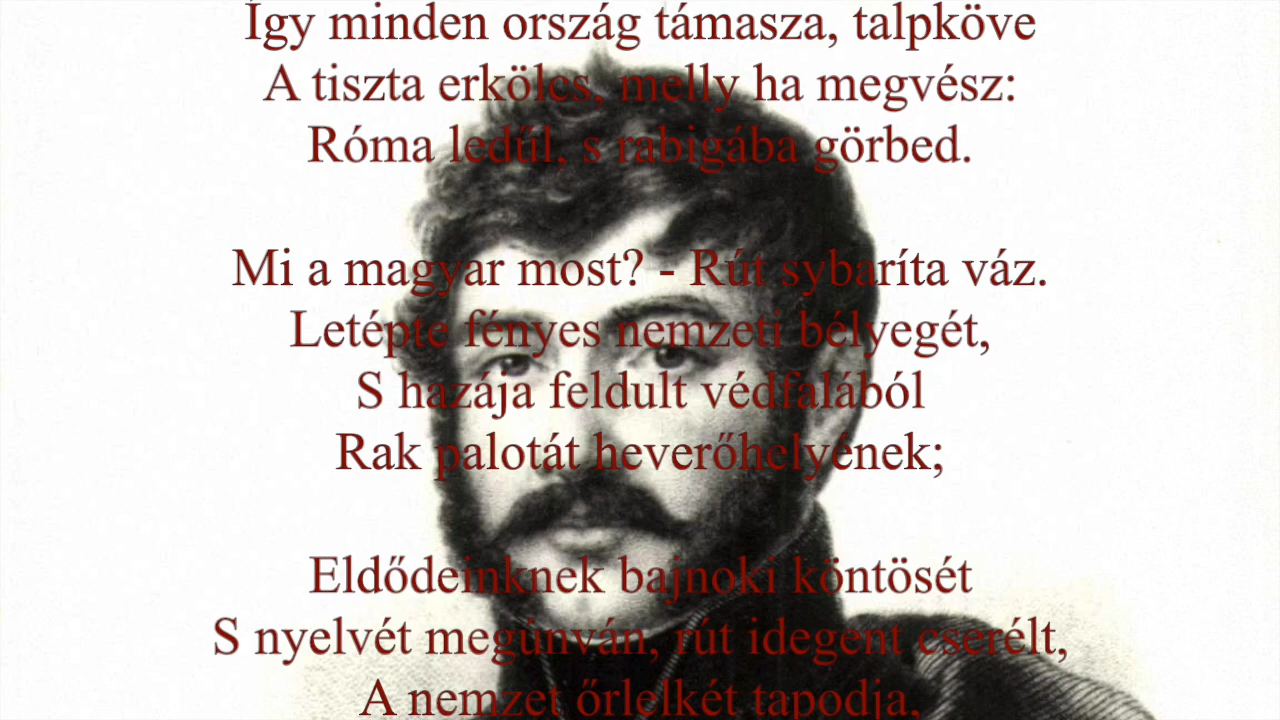 Így minden ország támasza, talpköve
A tiszta erkölcs, melly ha megvész:
Róma ledűl, s rabigába görbed.
Mi a magyar most? - Rút sybaríta váz.
Letépte fényes nemzeti bélyegét,
S hazája feldult védfalából
Rak palotát heverőhelyének;
Eldődeinknek bajnoki köntösét
S nyelvét megúnván, rút idegent cserélt,
A nemzet őrlelkét tapodja,